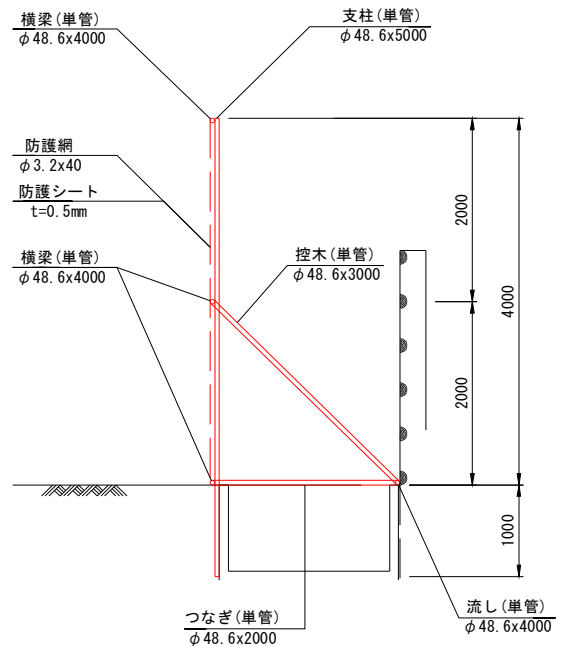 横梁(単管)
φ48.6x4000
支柱(単管)
φ48.6x5000
防護網
φ3.2x40
防護シート
t=0.5mm
横梁(単管)
φ48.6x4000
控木(単管)
φ48.6x3000
2000
4000
2000
1000
つなぎ(単管)
φ48.6x2000
流し(単管)
φ48.6x4000